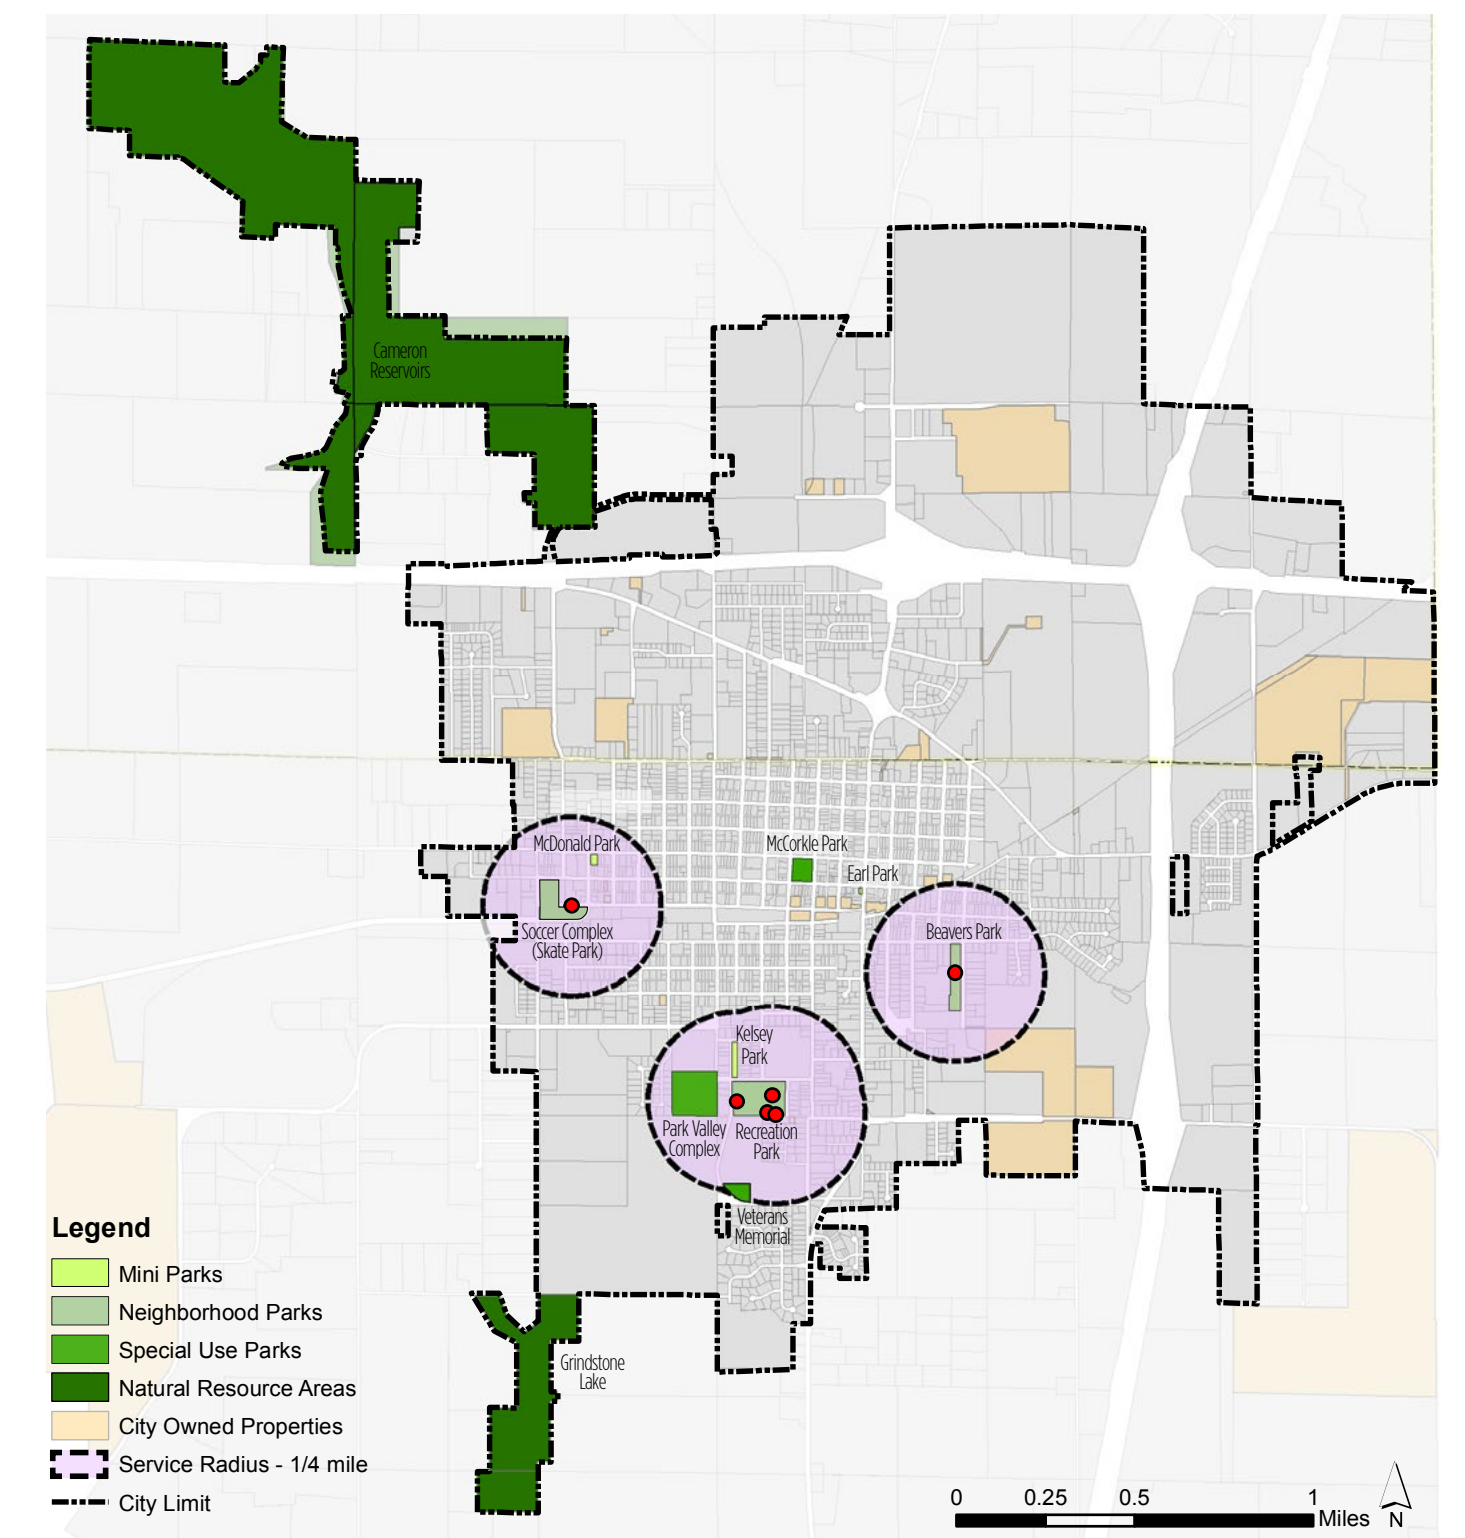 Cameron
Reservoirs
McDonald Park
McCorkle Park
Earl Park
Soccer Complex
(Skate Park)
Beavers Park
Kelsey
Park
Park Valley
Complex
Recreation
Park
Veterans
Memorial
Grindstone
Lake
Legend
Mini Parks
Neighborhood Parks
Special Use Parks
Natural Resource Areas
City Owned Properties
Service Radius - 1/4 mile
City Limit
0 0.25 0.5 1
Miles
N